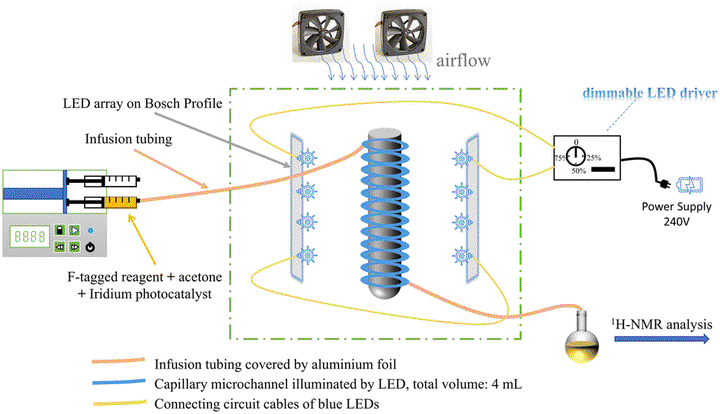 airflow
LED array on Bosch Profile
dimmable LED driver
Infusion tubing
0
75%
25%
50%
Power Supply
240V
8888
F-tagged reagent + acetone
+ Iridium photocatalyst
¹H-NMR analysis
Infusion tubing covered by aluminium foil
Capillary microchannel illuminated by LED, total volume: 4 mL
Connecting circuit cables of blue LEDs